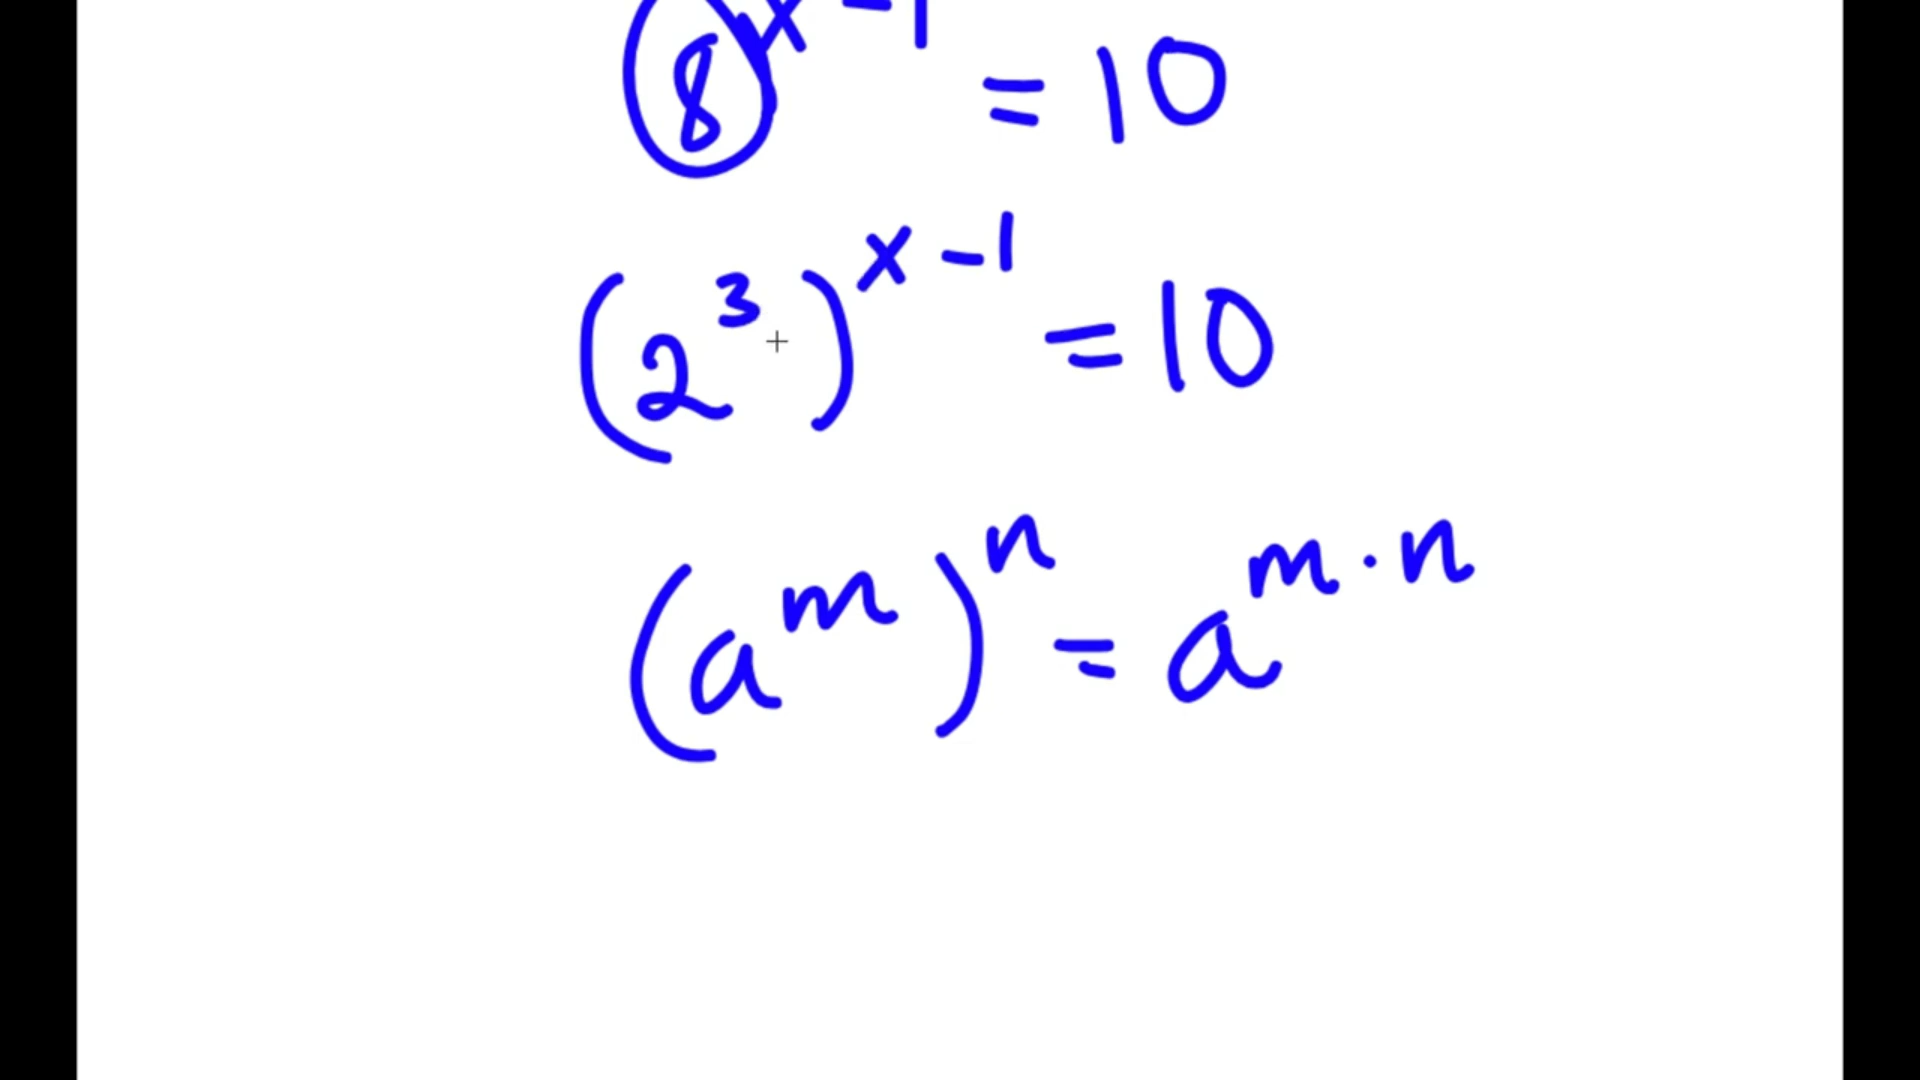 8^{x-1} = 10
(2^3)^{x-1} = 10
(a^m)^n = a^{m·n}